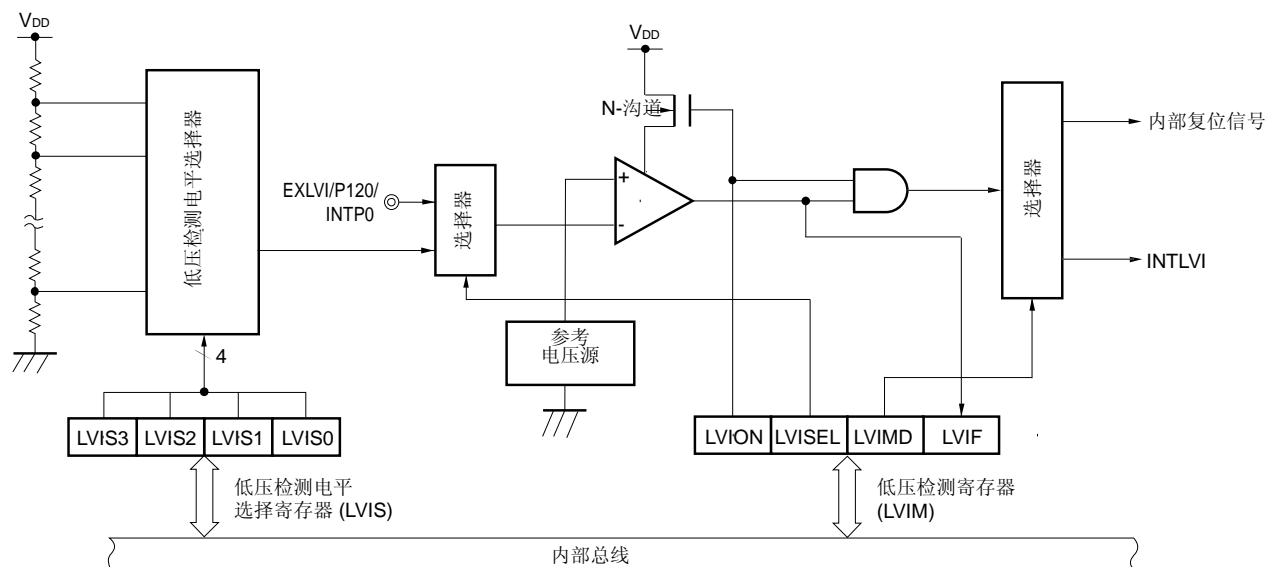 VDD
低压检测电平选择器
4
LVIS3 LVIS2 LVIS1 LVIS0
低压检测电平
选择寄存器 (LVIS)
EXLVI/P120/
INTP0
选择器
VDD
N-沟道
+
-
参考
电压源
选择器
内部复位信号
INTLVI
LVION LVISEL LVIMD LVIF
低压检测寄存器
(LVIM)
内部总线